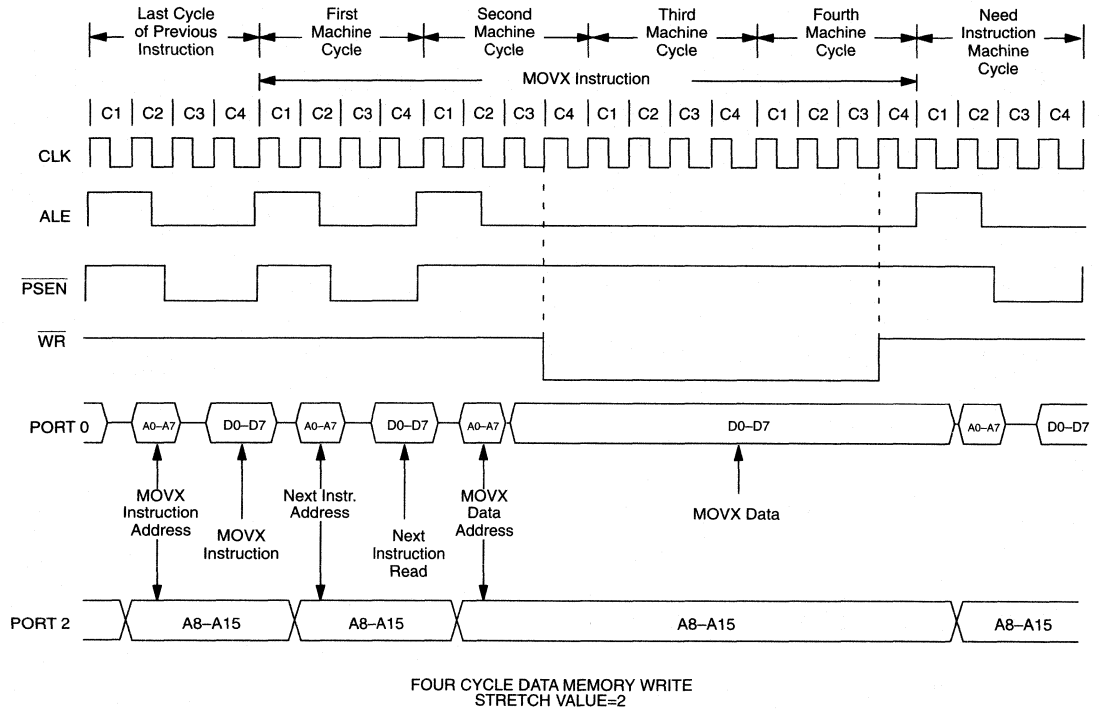 Last Cycle
of Previous
Instruction
First
Machine
Cycle
Second
Machine
Cycle
Third
Machine
Cycle
Fourth
Machine
Cycle
Need
Instruction
Machine
Cycle
MOVX Instruction
C1 C2 C3 C4 C1 C2 C3 C4 C1 C2 C3 C4 C1 C2 C3 C4 C1 C2 C3 C4 C1 C2 C3 C4
CLK
ALE
PSEN
WR
PORT 0
A0–A7 D0–D7 A0–A7 D0–D7 A0–A7 D0–D7 A0–A7 D0–D7
MOVX
Instruction
Address
MOVX
Instruction
Next Instr.
Address
Next
Instruction
Read
MOVX
Data
Address
MOVX Data
PORT 2
A8–A15 A8–A15 A8–A15 A8–A15
FOUR CYCLE DATA MEMORY WRITE
STRETCH VALUE=2